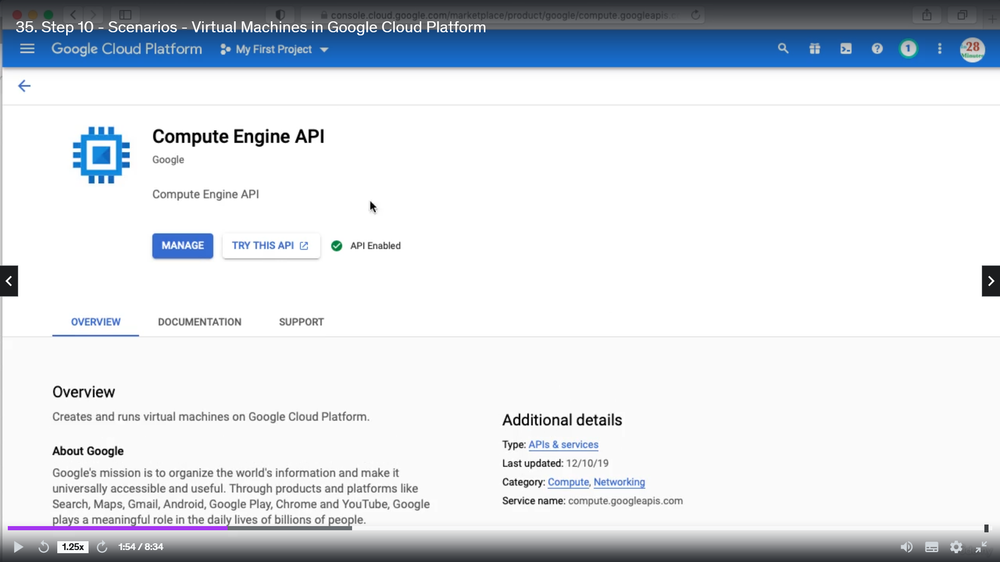 console.cloud.google.com/marketplace/product/google/compute.googleapis.c
35. Step 10 - Scenarios - Virtual Machines in Google Cloud Platform
Google Cloud Platform
My First Project
1
in28
Minutes
Compute Engine API
Google
Compute Engine API
MANAGE
TRY THIS API
API Enabled
OVERVIEW
DOCUMENTATION
SUPPORT
Overview
Creates and runs virtual machines on Google Cloud Platform.
About Google
Google's mission is to organize the world's information and make it
universally accessible and useful. Through products and platforms like
Search, Maps, Gmail, Android, Google Play, Chrome and YouTube, Google
plays a meaningful role in the daily lives of billions of people.
Additional details
Type: APIs & services
Last updated: 12/10/19
Category: Compute, Networking
Service name: compute.googleapis.com
1.25x
1:54 / 8:34